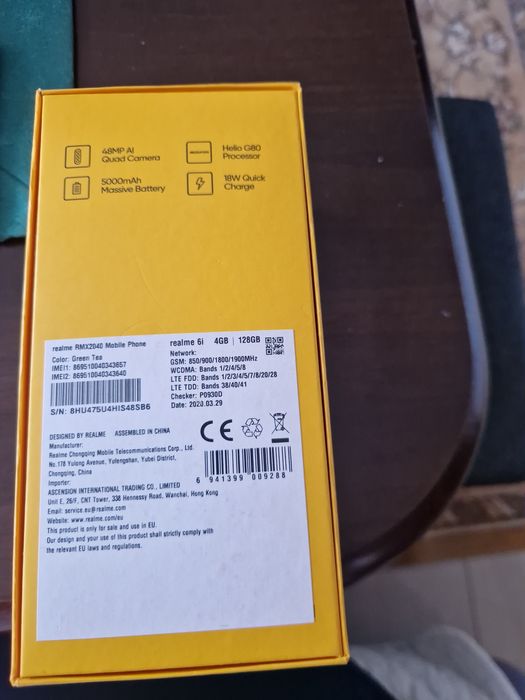 48MP AI
Quad Camera
Helio G80
Processor
5000mAh
Massive Battery
18W Quick
Charge
realme RMX2040 Mobile Phone
Color: Green Tea
IMEI1: 869510040343657
IMEI2: 869510040343640
S/N: 8HU475U4HIS48SB6
realme 6i 4GB | 128GB
Network:
GSM: 850/900/1800/1900MHz
WCDMA: Bands 1/2/4/5/8
LTE FDD: Bands 1/2/3/4/5/7/8/20/28
LTE TDD: Bands 38/40/41
Checker: P0930D
Date: 2020.03.29
DESIGNED BY REALME ASSEMBLED IN CHINA
Manufacturer:
Realme Chongqing Mobile Telecommunications Corp., Ltd.
No.178 Yulong Avenue, Yufengshan, Yubei District,
Chongqing, China
Importer:
ASCENSION INTERNATIONAL TRADING CO., LIMITED
Unit E, 26/F, CNT Tower, 338 Hennessy Road, Wanchai, Hong Kong
Email: service.eu@realme.com
Website: www.realme.com/eu
This product is only for sale and use in EU.
Our design and your use of this product shall strictly comply with
the relevant EU laws and regulations.
CE
6 941399 009288